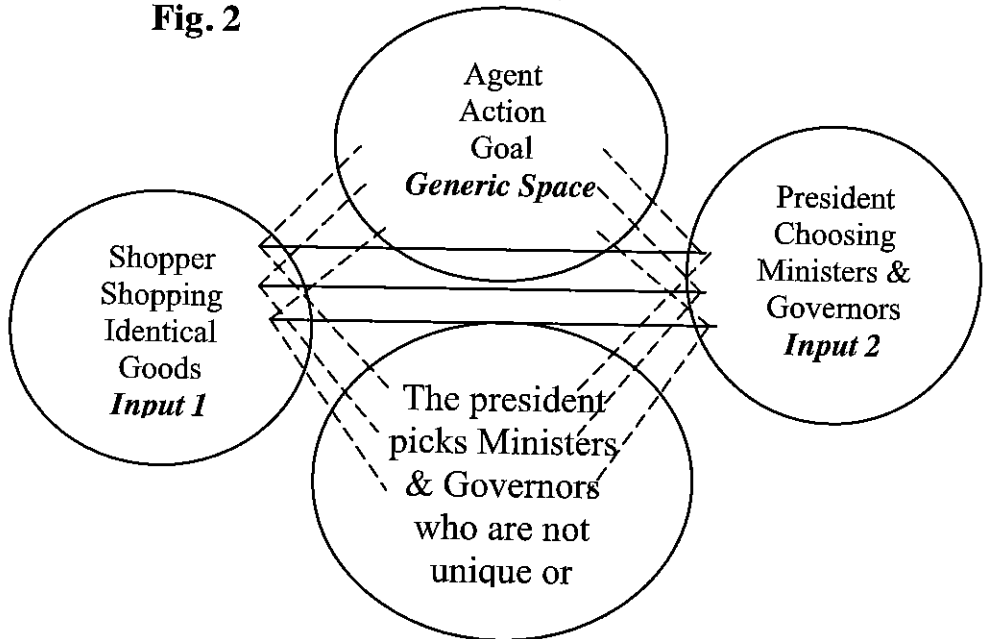 Fig. 2
Agent
Action
Goal
Generic Space
Shopper
Shopping
Identical
Goods
Input 1
President
Choosing
Ministers &
Governors
Input 2
The president
picks Ministers
& Governors
who are not
unique or